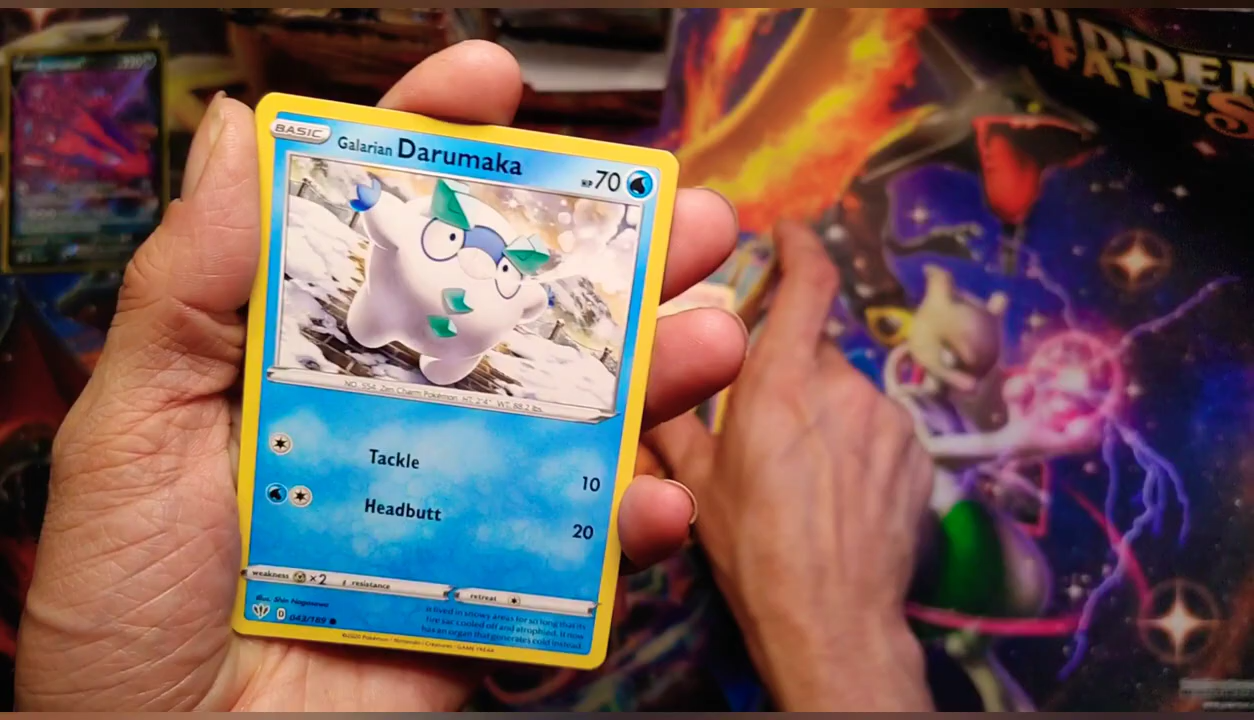 BASIC
Galarian Darumaka
HP 70
NO. 554 Zen Charm Pokémon HT: 2'4" WT: 88.2 lbs.
Tackle
10
Headbutt
20
weakness ×2 resistance
retreat
Illus. Shin Nagasawa
It lived in snowy areas for so long that its
fire sac cooled off and atrophied. It now
has an organ that generates cold instead.
D 043/189
©2020 Pokémon / Nintendo / Creatures / GAME FREAK
HIDDEN
FATES